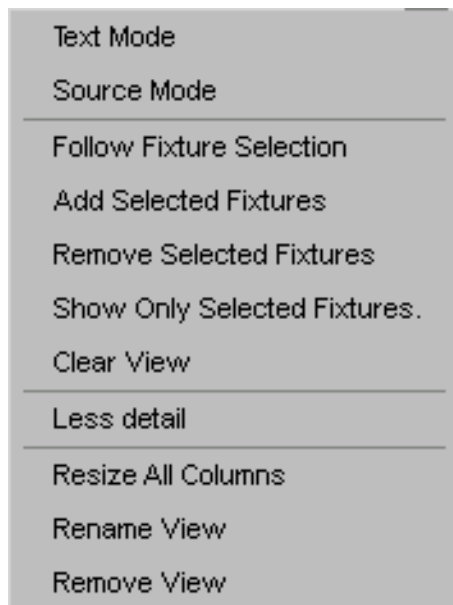 Text Mode
Source Mode
Follow Fixture Selection
Add Selected Fixtures
Remove Selected Fixtures
Show Only Selected Fixtures.
Clear View
Less detail
Resize All Columns
Rename View
Remove View